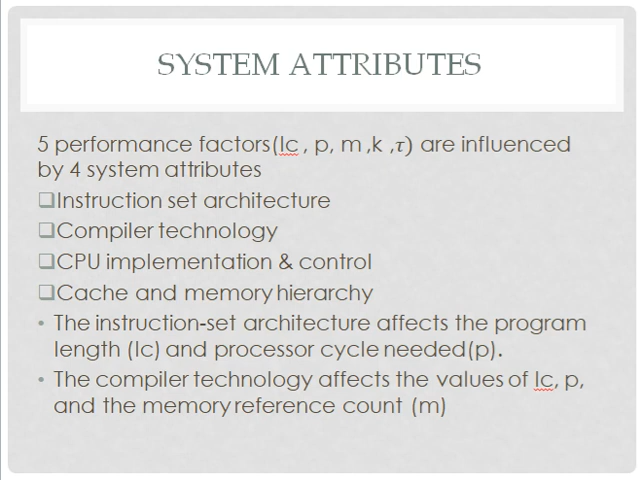 SYSTEM ATTRIBUTES
5 performance factors(Ic , p, m ,k ,τ) are influenced
by 4 system attributes
❑Instruction set architecture
❑Compiler technology
❑CPU implementation & control
❑Cache and memory hierarchy
• The instruction-set architecture affects the program
length (Ic) and processor cycle needed(p).
• The compiler technology affects the values of Ic, p,
and the memory reference count (m)